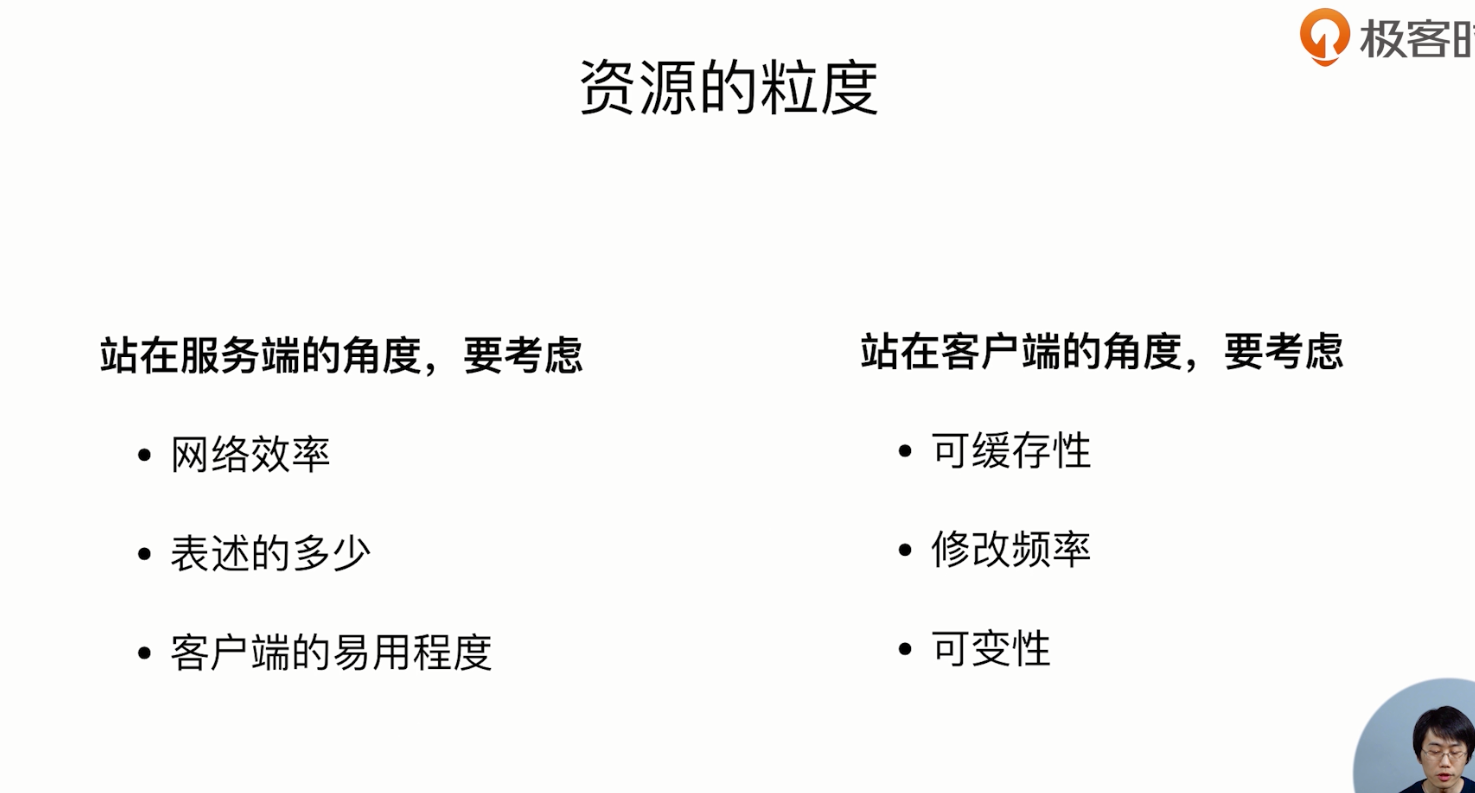 极客时
资源的粒度
站在服务端的角度，要考虑
网络效率
表述的多少
客户端的易用程度
站在客户端的角度，要考虑
可缓存性
修改频率
可变性